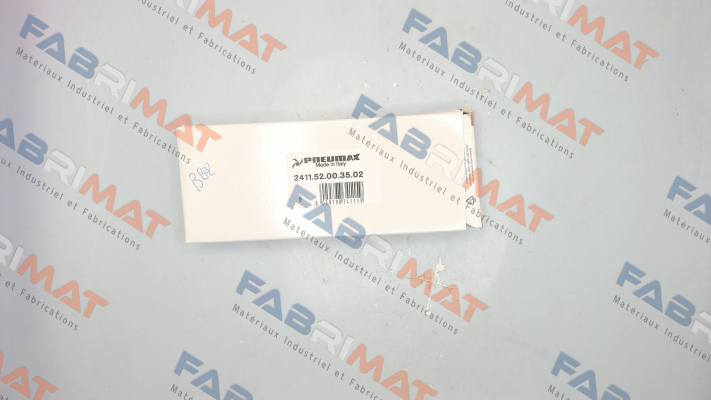 PNEUMAX
Made in Italy
2411.52.00.35.02
FABRIMAT
Matériaux Industriel et Fabrications